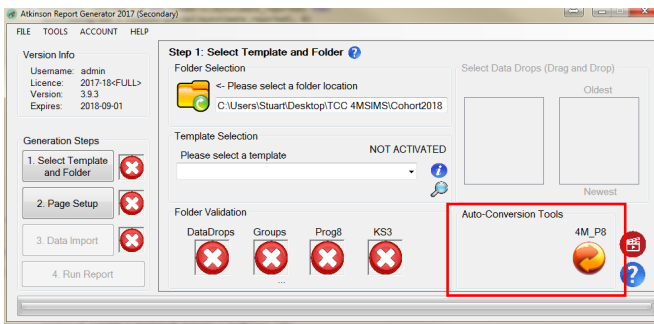 Atkinson Report Generator 2017 (Secondary)
FILE TOOLS ACCOUNT HELP
Version Info
Username: admin
Licence: 2017-18<FULL>
Version: 3.9.3
Expires: 2018-09-01
Generation Steps
1. Select Template
and Folder
2. Page Setup
3. Data Import
4. Run Report
Step 1: Select Template and Folder ?
Folder Selection
<- Please select a folder location
C:\Users\Stuart\Desktop\TCC 4MSIMS\Cohort2018
Template Selection
NOT ACTIVATED
Please select a template
i
Folder Validation
DataDrops Groups Prog8 KS3
...
Select Data Drops (Drag and Drop)
Oldest
Newest
Auto-Conversion Tools
4M_P8
?